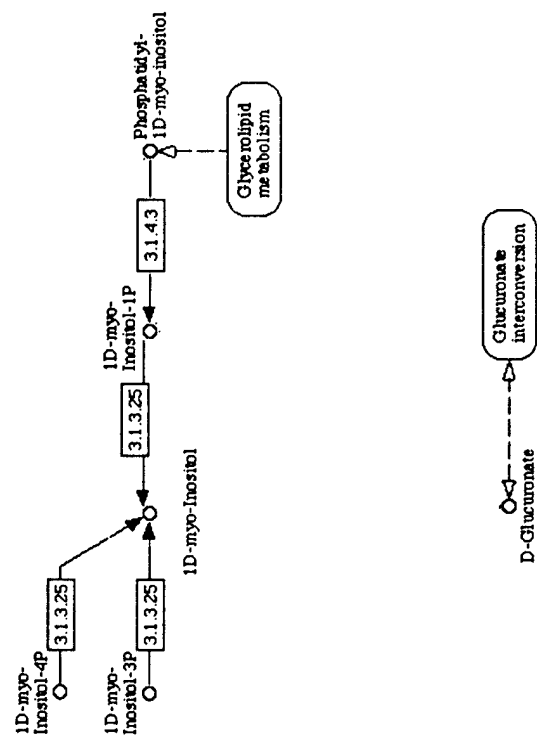 1D-myo-
Inositol-4P
3.1.3.25
1D-myo-
Inositol-3P
3.1.3.25
1D-myo-Inositol
3.1.3.25
1D-myo-
Inositol-1P
3.1.4.3
Phosphatidyl-
1D-myo-inositol
Glycerolipid
metabolism
D-Glucuronate
Glucuronate
interconversion